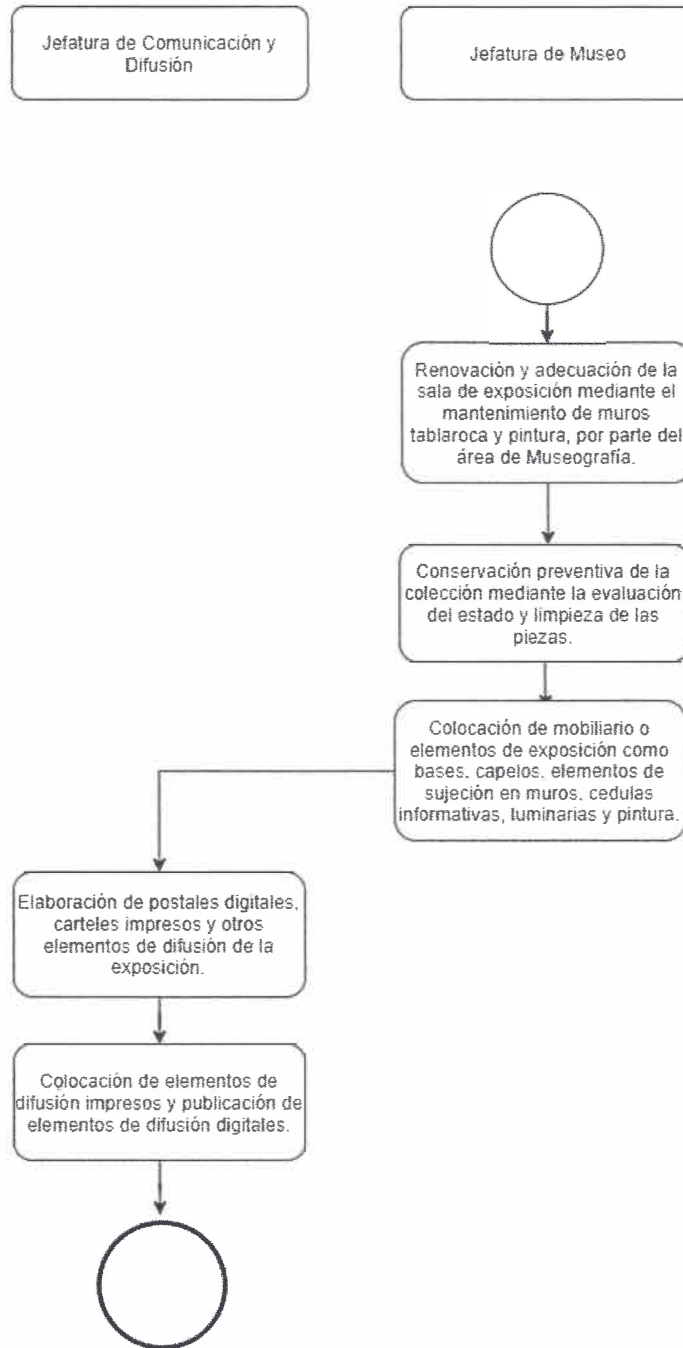 Jefatura de Comunicación y
Difusión
Jefatura de Museo
Renovación y adecuación de la
sala de exposición mediante el
mantenimiento de muros
tablaroca y pintura, por parte del
área de Museografía.
Conservación preventiva de la
colección mediante la evaluación
del estado y limpieza de las
piezas.
Colocación de mobiliario o
elementos de exposición como
bases, capelos, elementos de
sujeción en muros, cedulas
informativas, luminarias y pintura.
Elaboración de postales digitales,
carteles impresos y otros
elementos de difusión de la
exposición.
Colocación de elementos de
difusión impresos y publicación de
elementos de difusión digitales.